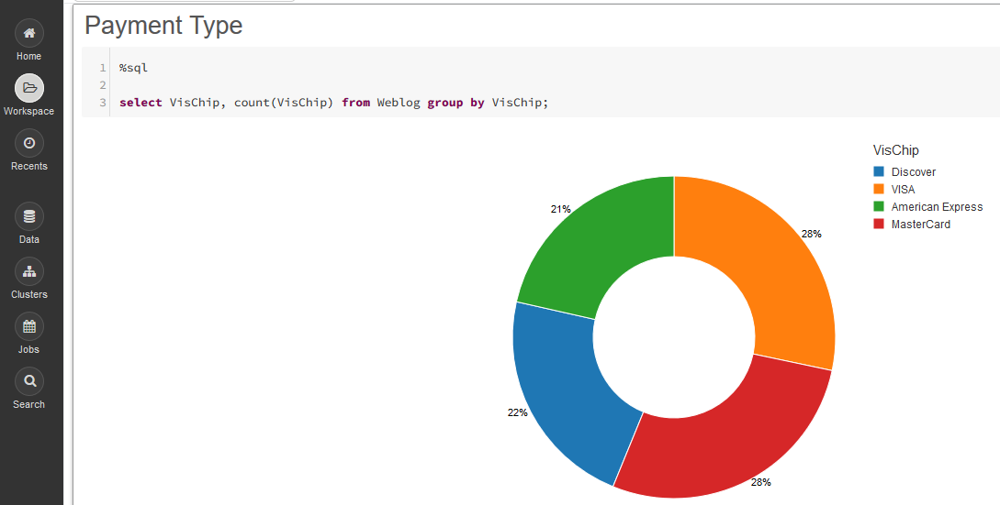 Home
Workspace
Recents
Data
Clusters
Jobs
Search
Payment Type
1 %sql
2
3 select VisChip, count(VisChip) from Weblog group by VisChip;
VisChip
Discover
VISA
American Express
MasterCard
21%
28%
22%
28%